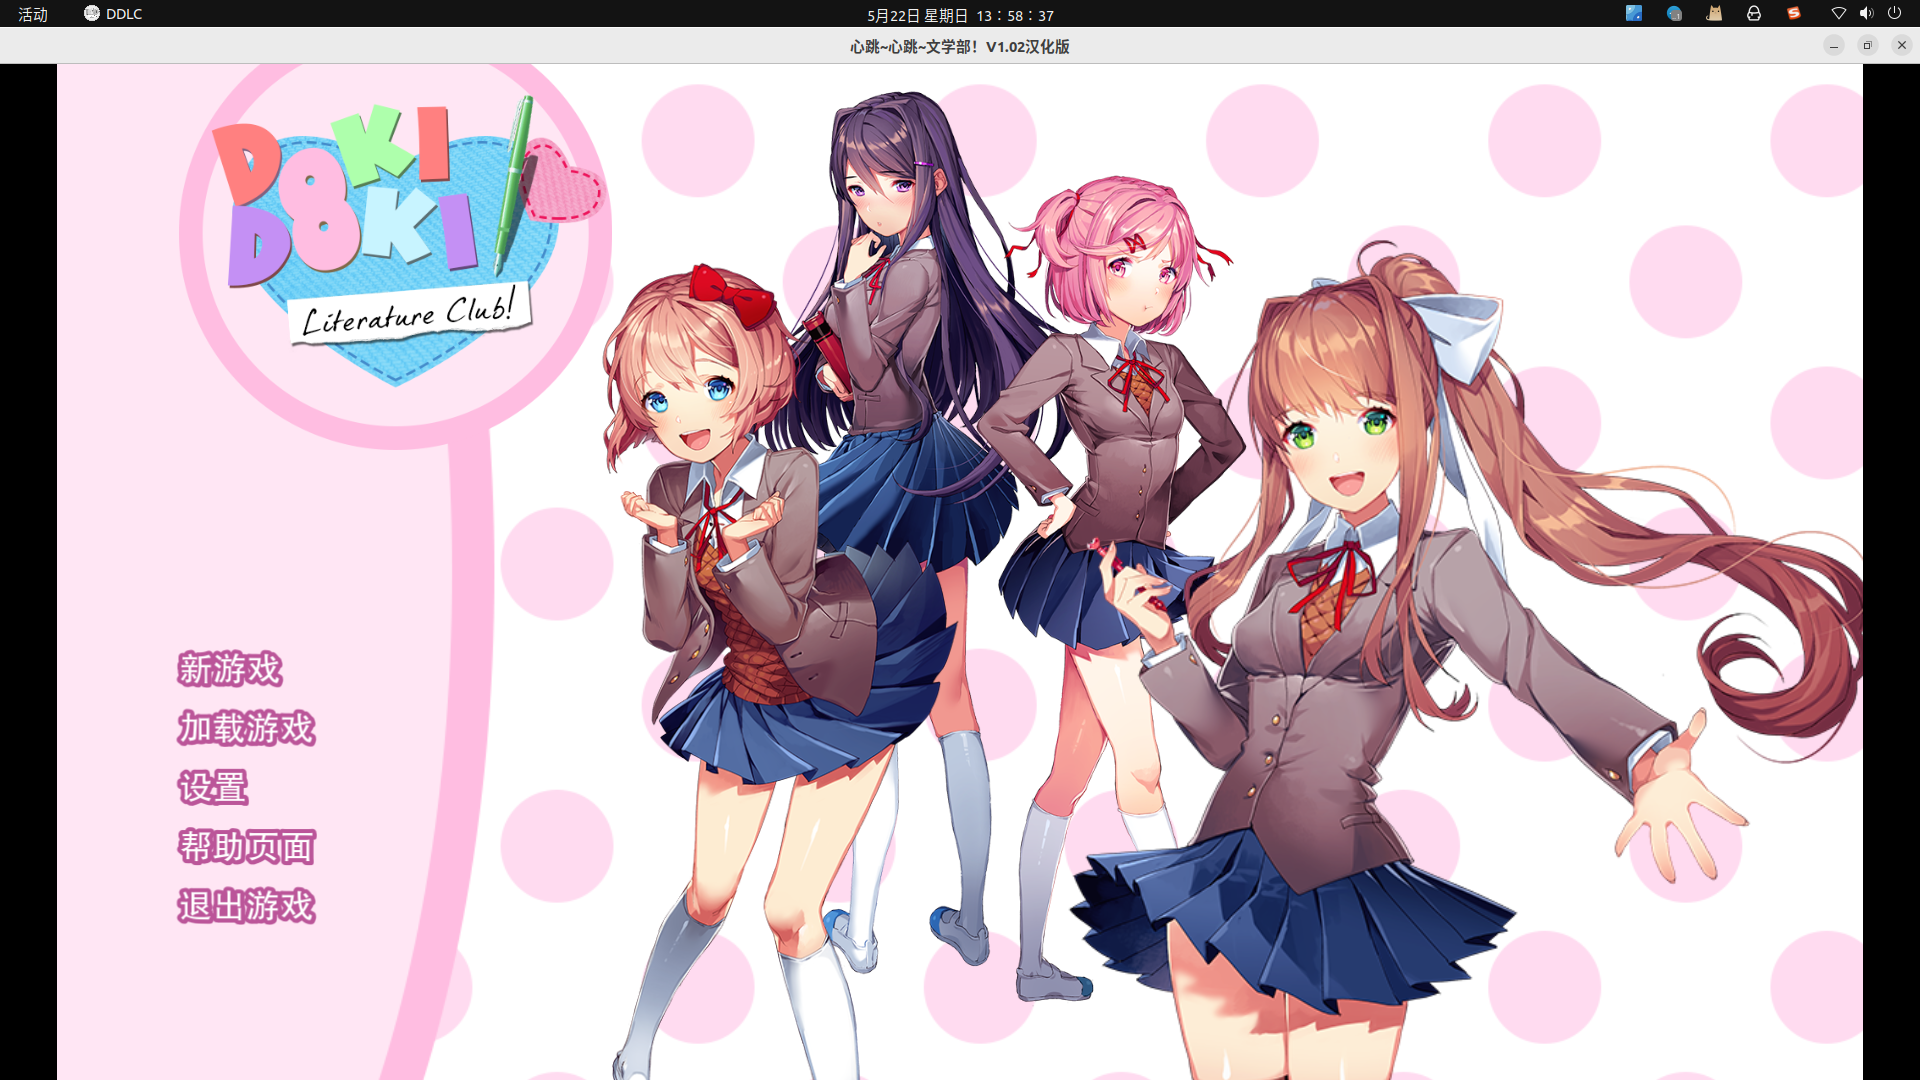 活动 DDLC 5月22日 星期日 13：58：37
心跳~心跳~文学部！V1.02汉化版
DOKI
DOKI
Literature Club!
新游戏
加载游戏
设置
帮助页面
退出游戏